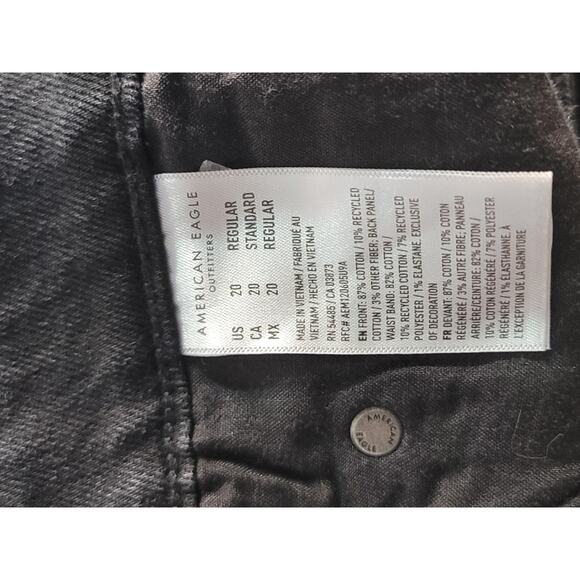 AMERICAN EAGLE
OUTFITTERS
US 20 REGULAR
CA 20 STANDARD
MX 20 REGULAR
MADE IN VIETNAM / FABRIQUÉ AU
VIETNAM / HECHO EN VIETNAM
RN 54485 / CA 03873
RFC# AEM1206050U9A
EN FRONT: 87% COTTON / 10% RECYCLED
COTTON / 3% OTHER FIBER; BACK PANEL/
WAIST BAND: 82% COTTON /
10% RECYCLED COTTON / 7% RECYCLED
POLYESTER / 1% ELASTANE. EXCLUSIVE
OF DECORATION
FR DEFANT: 87% COTON / 10% COTON
REGÉNÉRÉ / 3% AUTRE FIBRE; PANNEAU
ARRIÈRE/CEINTURE: 82% COTON /
10% COTON REGÉNÉRÉ / 7% POLYESTER
REGÉNÉRÉ / 1% ÉLASTHANNE. À
L'EXCEPTION DE LA GARNITURE
AMERICAN
EAGLE